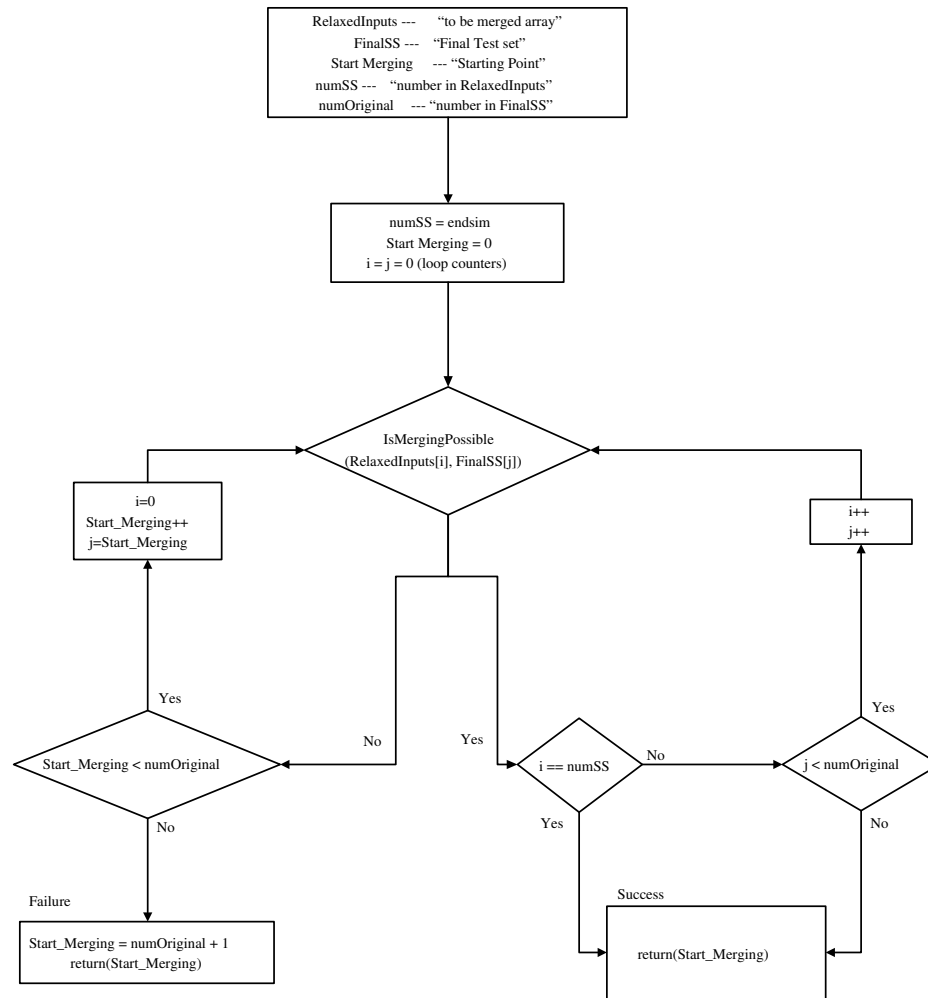 RelaxedInputs --- “to be merged array”
FinalSS --- “Final Test set”
Start Merging --- “Starting Point”
numSS --- “number in RelaxedInputs”
numOriginal --- “number in FinalSS”
numSS = endsim
Start Merging = 0
i = j = 0 (loop counters)
IsMergingPossible
(RelaxedInputs[i], FinalSS[j])
i=0
Start_Merging++
j=Start_Merging
i++
j++
Yes
Start_Merging < numOriginal
No
No
Yes
i == numSS
No
Yes
Yes
j < numOriginal
No
Failure
Start_Merging = numOriginal + 1
return(Start_Merging)
Success
return(Start_Merging)